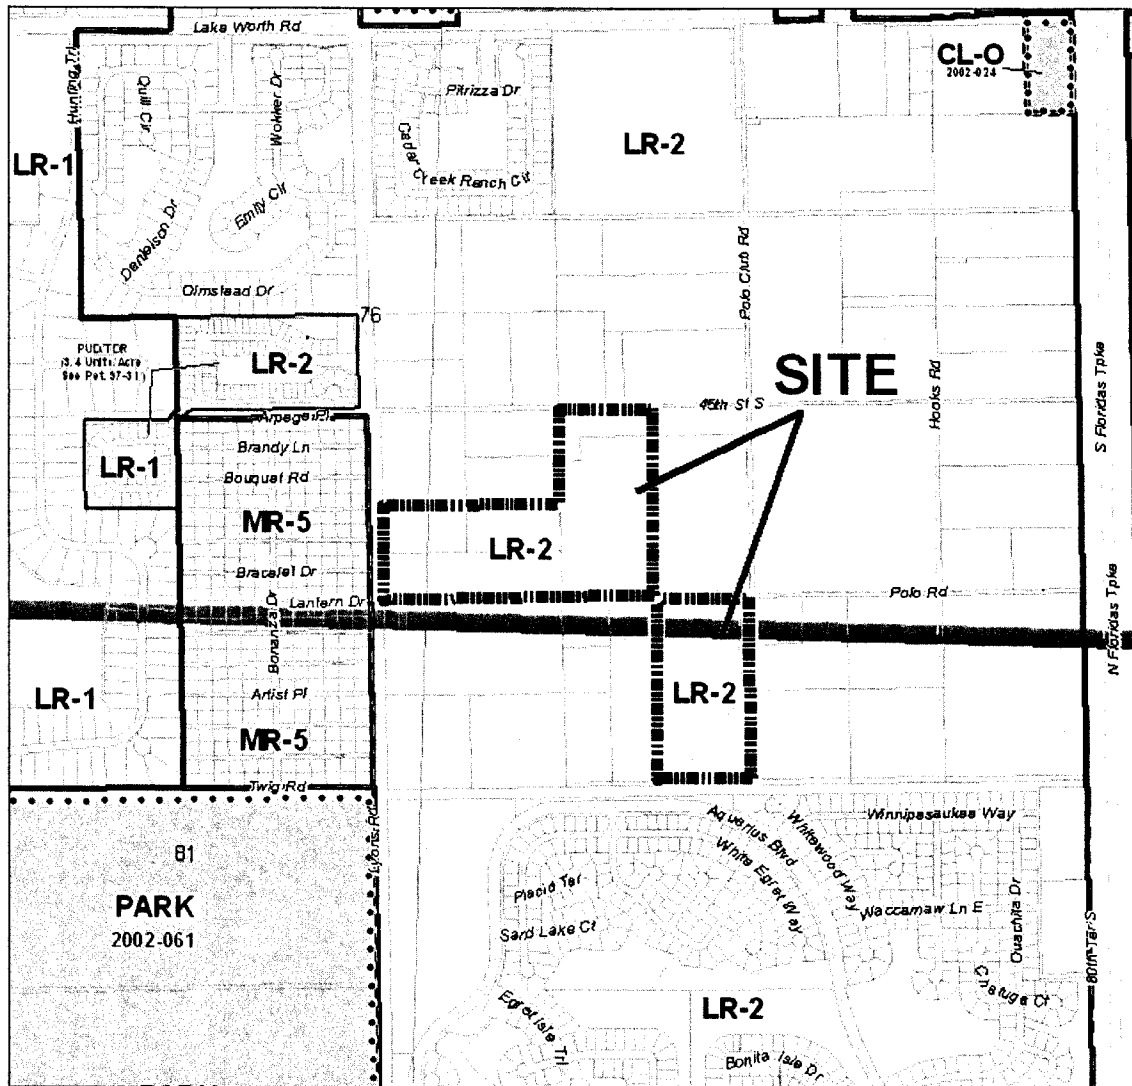 Lake Worth Rd
Hunting Trl
Quill Cir
Wokker Dr
Pitrizza Dr
CL-O
2002-024
Cedar Creek Ranch Cir
LR-2
LR-1
Emily Cir
Danielson Dr
Polo Club Rd
Olmstead Dr
76
PUD/TDR
(3.4 Units/Acre
See Pet. 97-31)
LR-2
SITE
Hooks Rd
S Floridas Tpke
45th St S
Arpege Pl
Brandy Ln
LR-1
Bouquet Rd
MR-5
LR-2
Bracelet Dr
Lantern Dr
Polo Rd
Bonanza Dr
N Floridas Tpke
LR-1
Artist Pl
LR-2
MR-5
Twig Rd
Lyons Rd
Aquarius Blvd
Whitewood Way
Winnipesaukee Way
White Egret Way
81
Placid Ter
PARK
2002-061
Waccamaw Ln E
Ouachita Dr
Sand Lake Ct
80th Ter S
Chatuge Ct
Egret Isle Trl
LR-2
Bonita Isle Dr